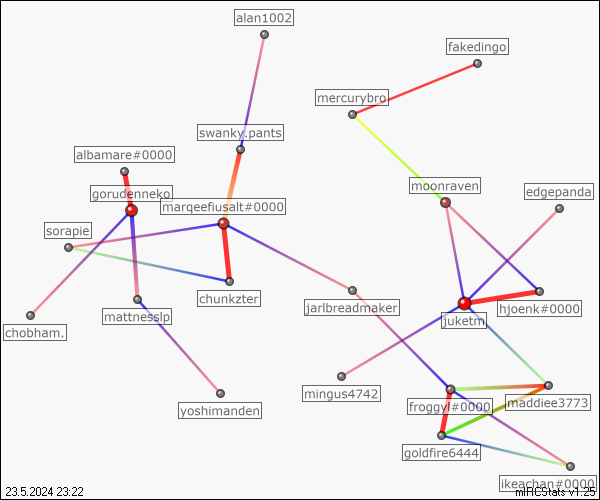 alan1002
fakedingo
mercurybro
swanky.pants
albamare#0000
moonraven
edgepanda
gorudenneko
marqeefiusalt#0000
sorapie
chunkzter
jarlbreadmaker
hjoenk#0000
juketm
mattnesslp
chobham.
mingus4742
yoshimanden
froggyl#0000
maddiee3773
goldfire6444
ikeachan#0000
23.5.2024 23:22
mIRCStats v1.25